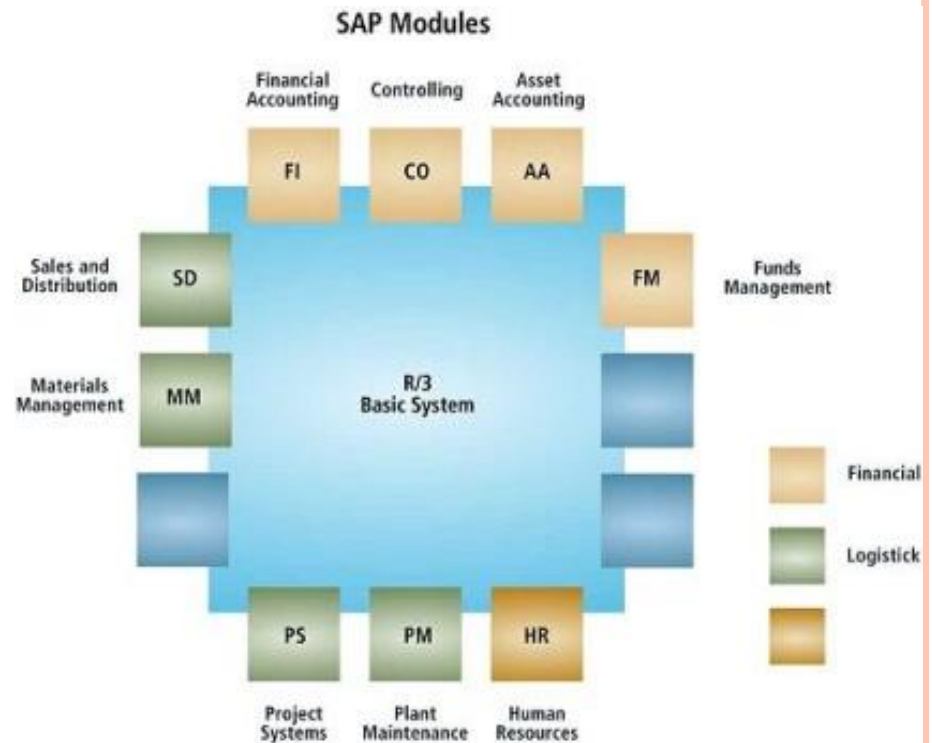 SAP Modules
Financial
Accounting
Controlling
Asset
Accounting
FI
CO
AA
Sales and
Distribution
SD
FM
Funds
Management
Materials
Management
MM
R/3
Basic System
Financial
Logistick
PS
PM
HR
Project
Systems
Plant
Maintenance
Human
Resources